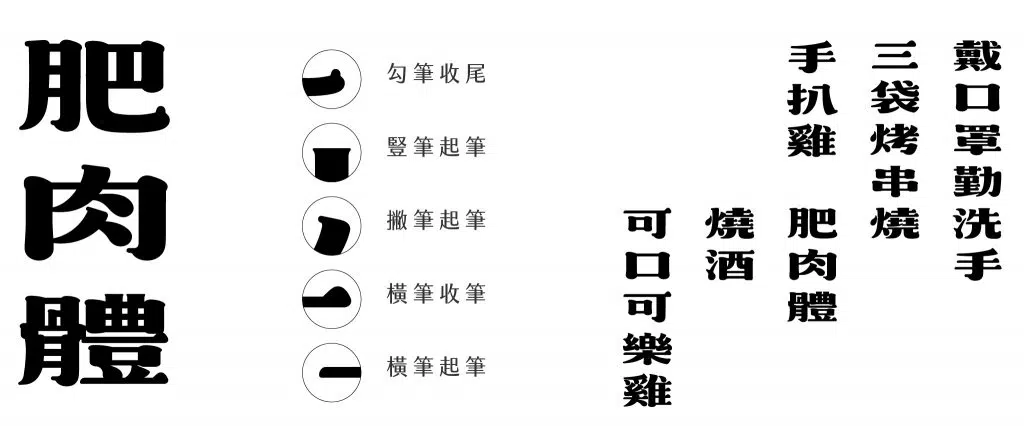 肥肉體
勾筆收尾
豎筆起筆
撇筆起筆
橫筆收筆
橫筆起筆
戴口罩勤洗手
三袋烤串燒
手扒雞
肥肉體
燒酒
可口可樂雞